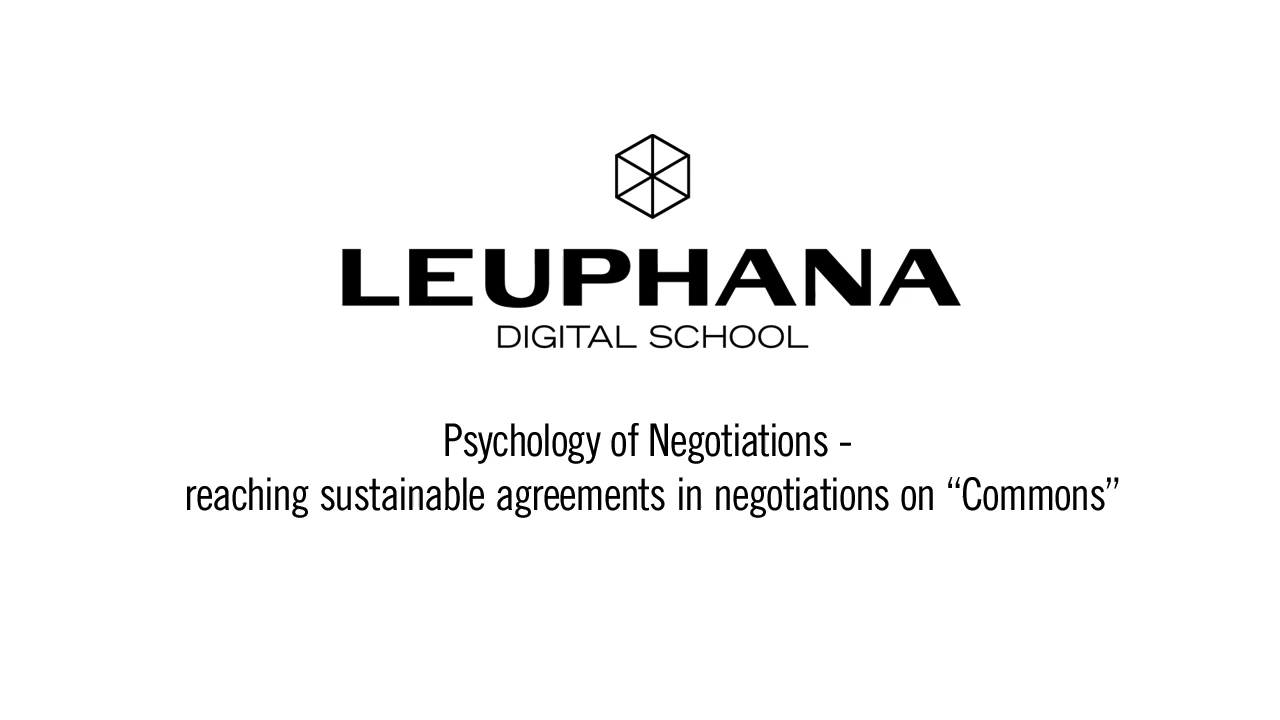 LEUPHANA
DIGITAL SCHOOL
Psychology of Negotiations -
reaching sustainable agreements in negotiations on “Commons”